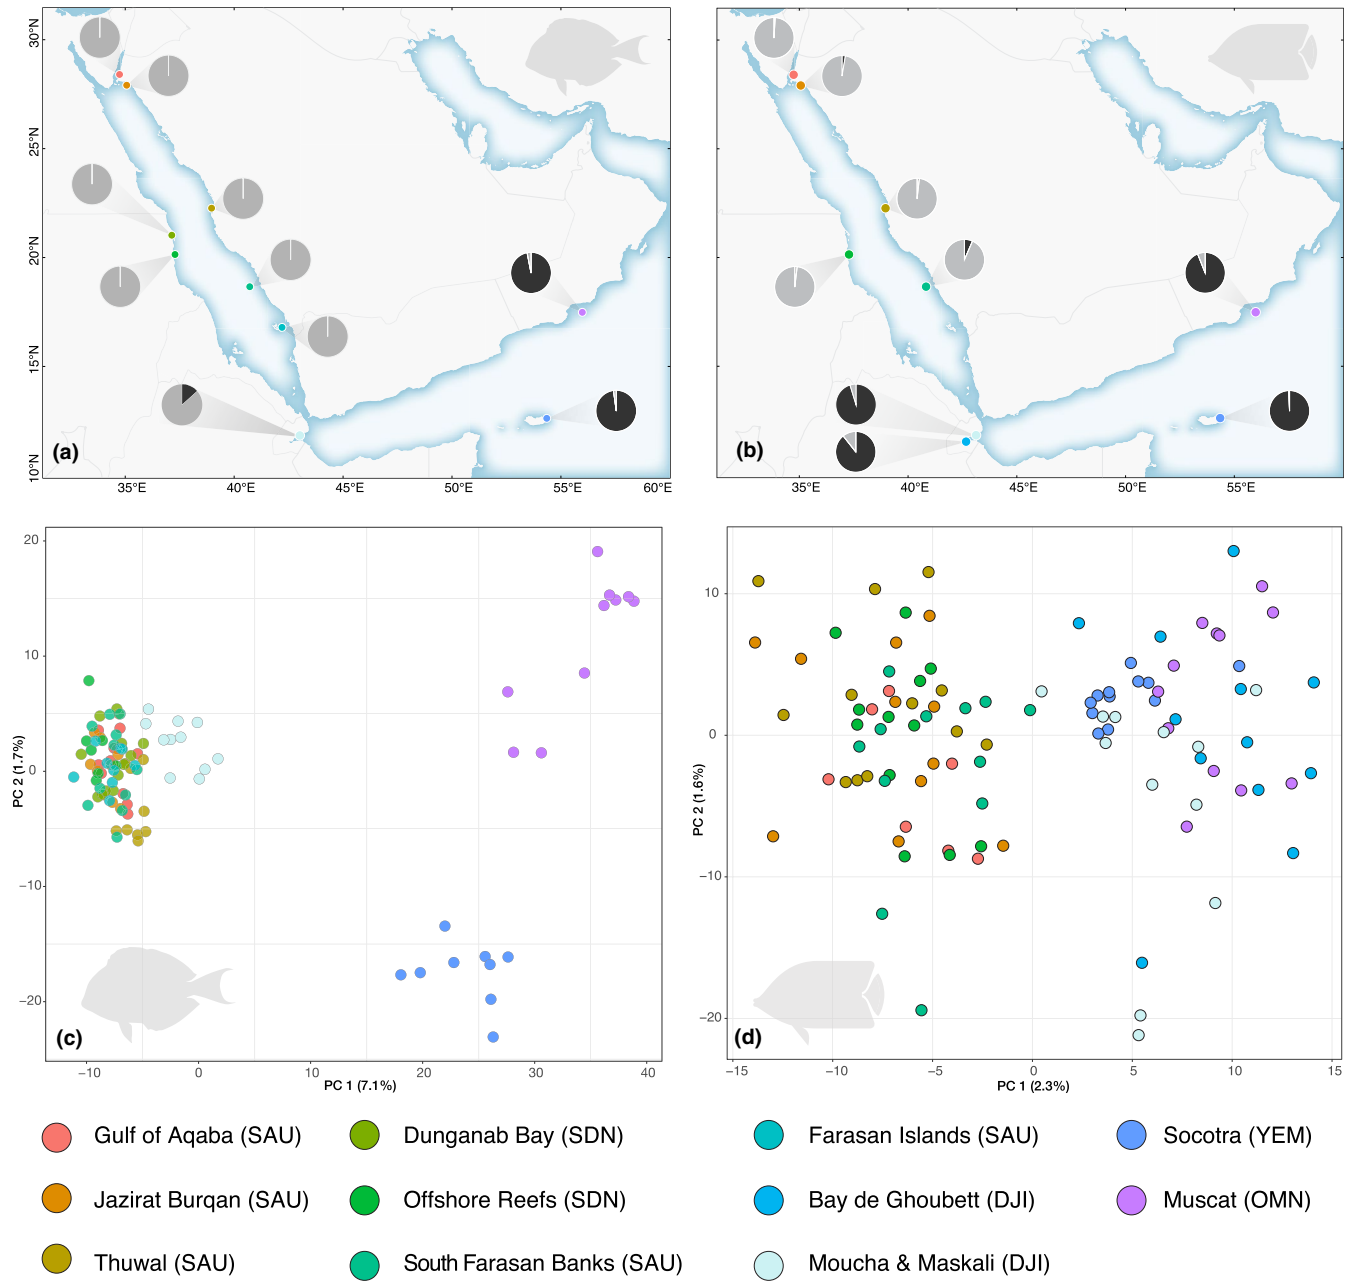 30°N
25°N
20°N
15°N
10°N
(a)
35°E
40°E
45°E
50°E
55°E
60°E
(b)
35°E
40°E
45°E
50°E
55°E
20
10
0
−10
−20
PC 2 (1.7%)
(c)
−10
0
10
20
30
40
PC 1 (7.1%)
10
0
−10
−20
PC 2 (1.6%)
(d)
−15
−10
−5
0
5
10
15
PC 1 (2.3%)
Gulf of Aqaba (SAU)
Dunganab Bay (SDN)
Farasan Islands (SAU)
Socotra (YEM)
Jazirat Burqan (SAU)
Offshore Reefs (SDN)
Bay de Ghoubett (DJI)
Muscat (OMN)
Thuwal (SAU)
South Farasan Banks (SAU)
Moucha & Maskali (DJI)